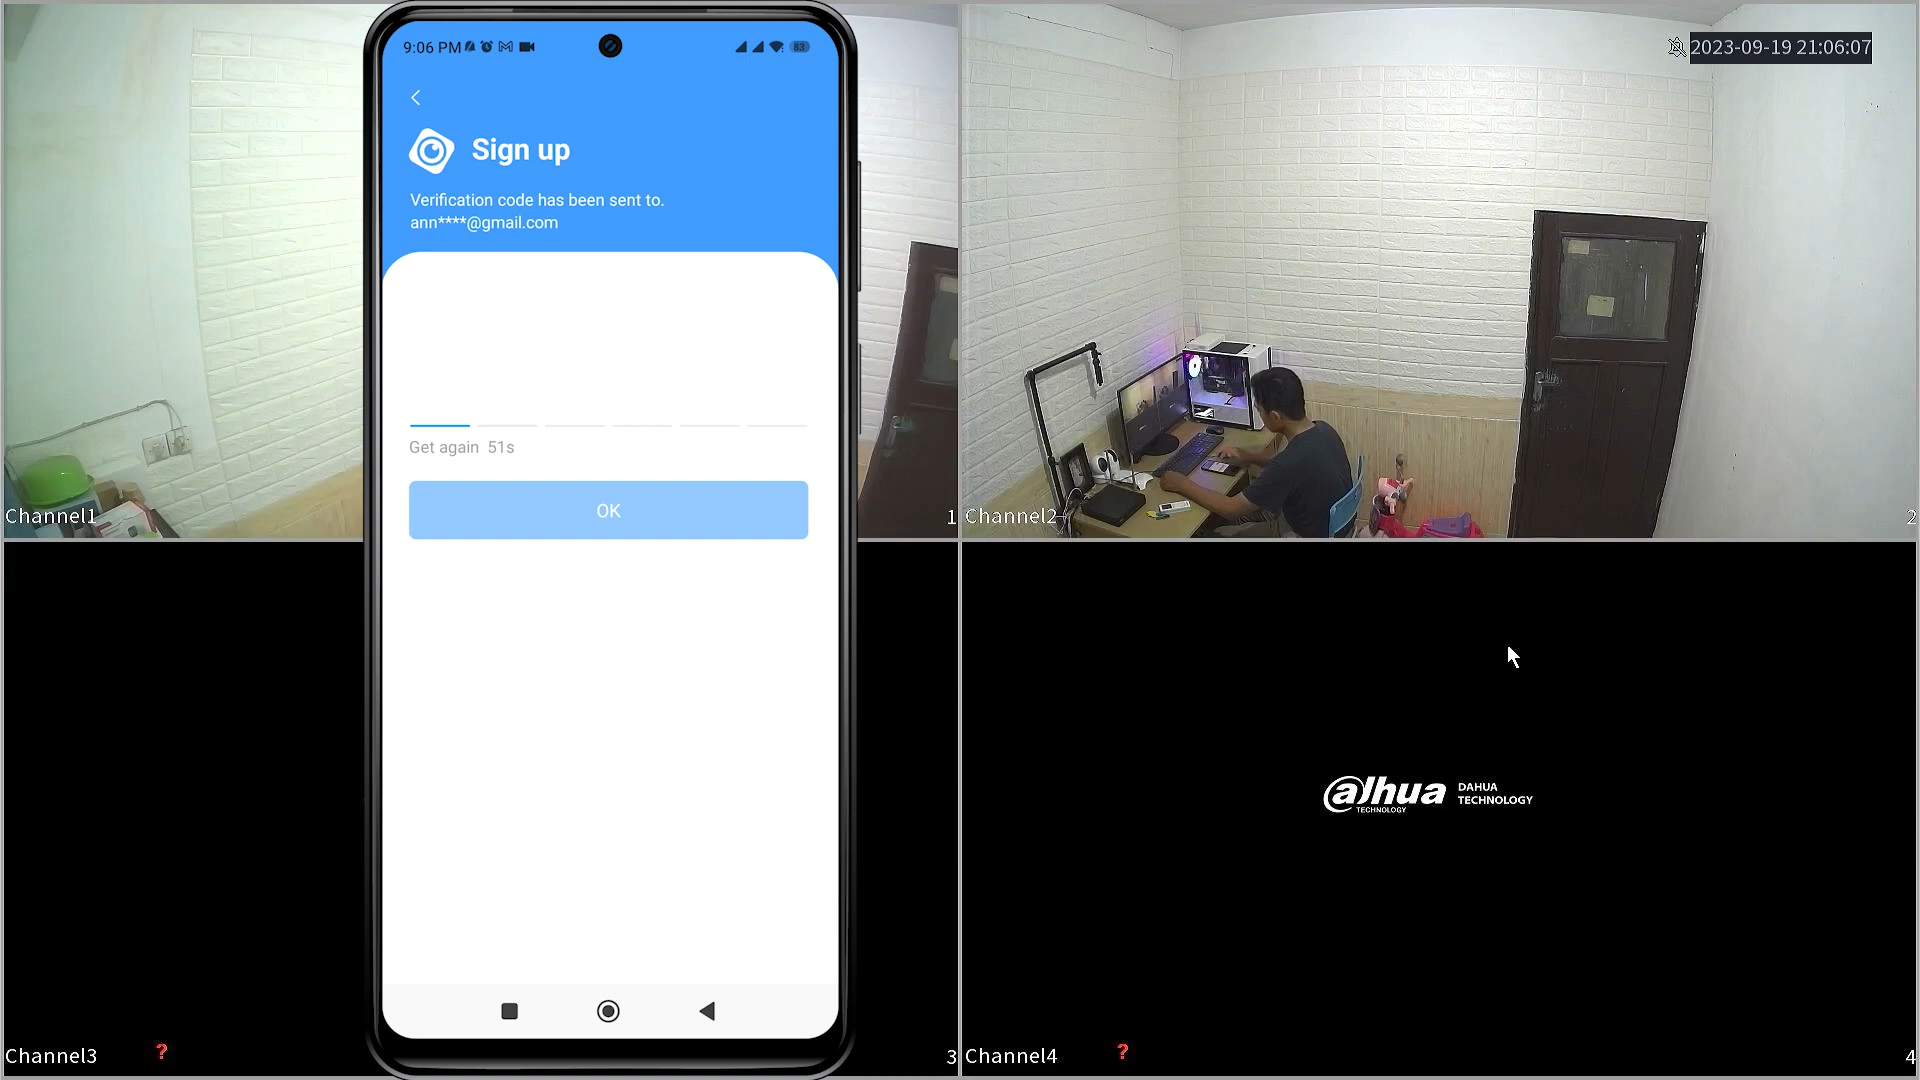 9:06 PM
83
Sign up
Verification code has been sent to.
ann****@gmail.com
Get again 51s
OK
2023-09-19 21:06:07
Channel1
1
Channel2
2
alhua
TECHNOLOGY
DAHUA
TECHNOLOGY
Channel3
?
3
Channel4
?
4